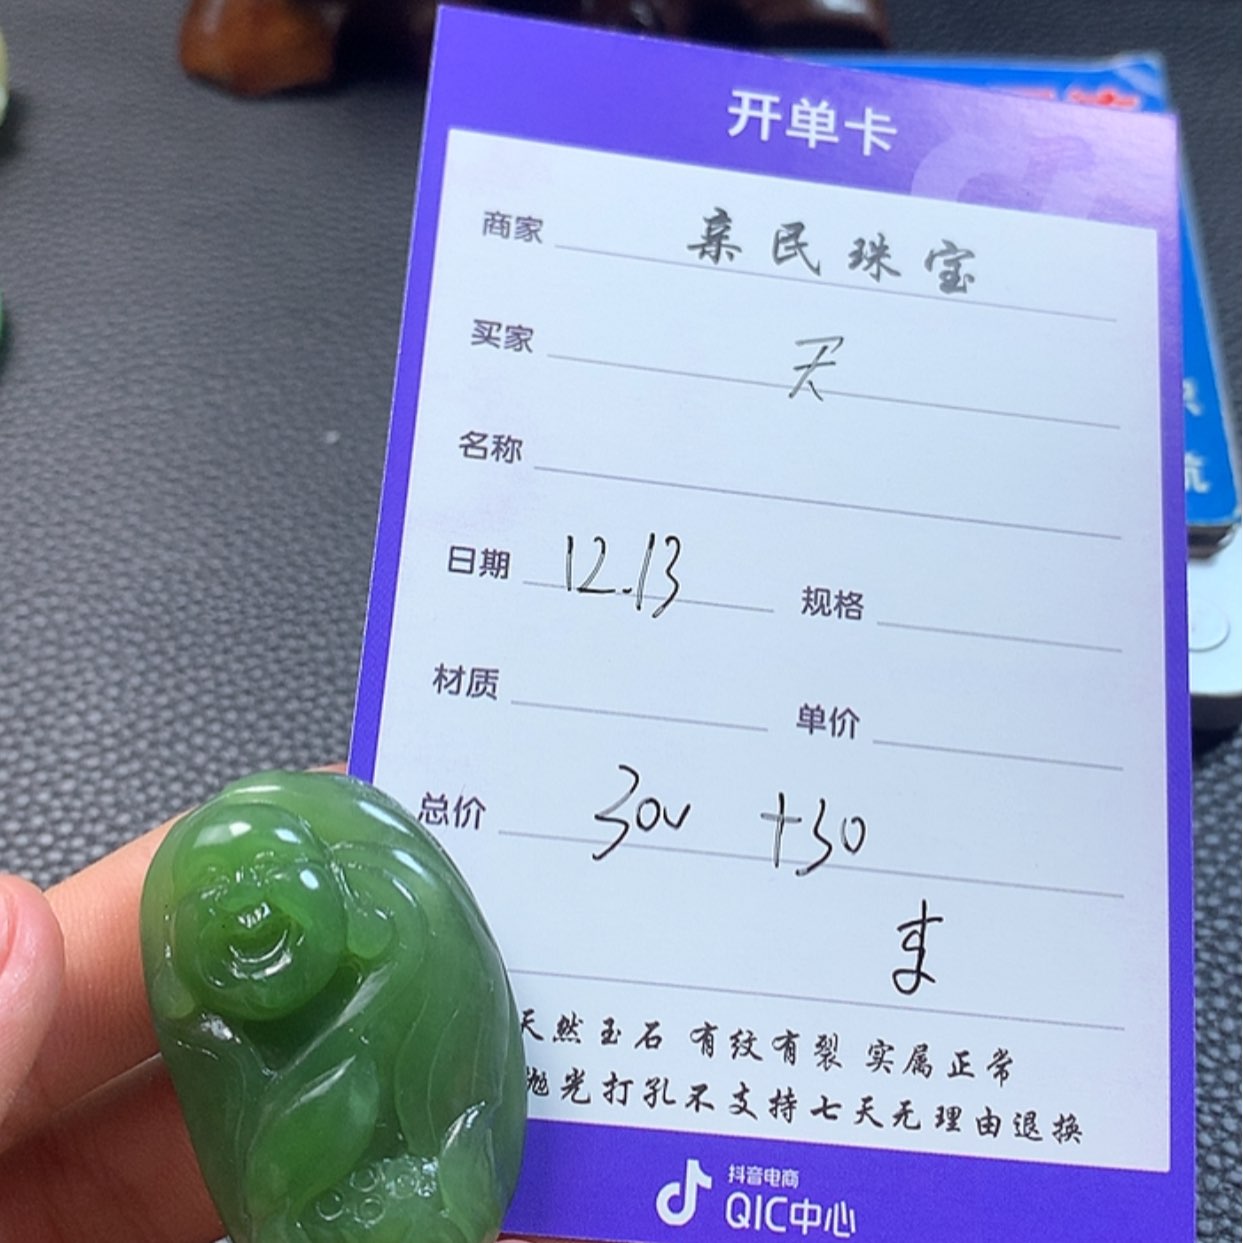 开单卡
商家 亲民珠宝
买家 天
名称
日期 12.13 规格
材质 单价
总价 300 +30
天然玉石 有纹有裂 实属正常
抛光打孔不支持七天无理由退换
抖音电商
QIC中心